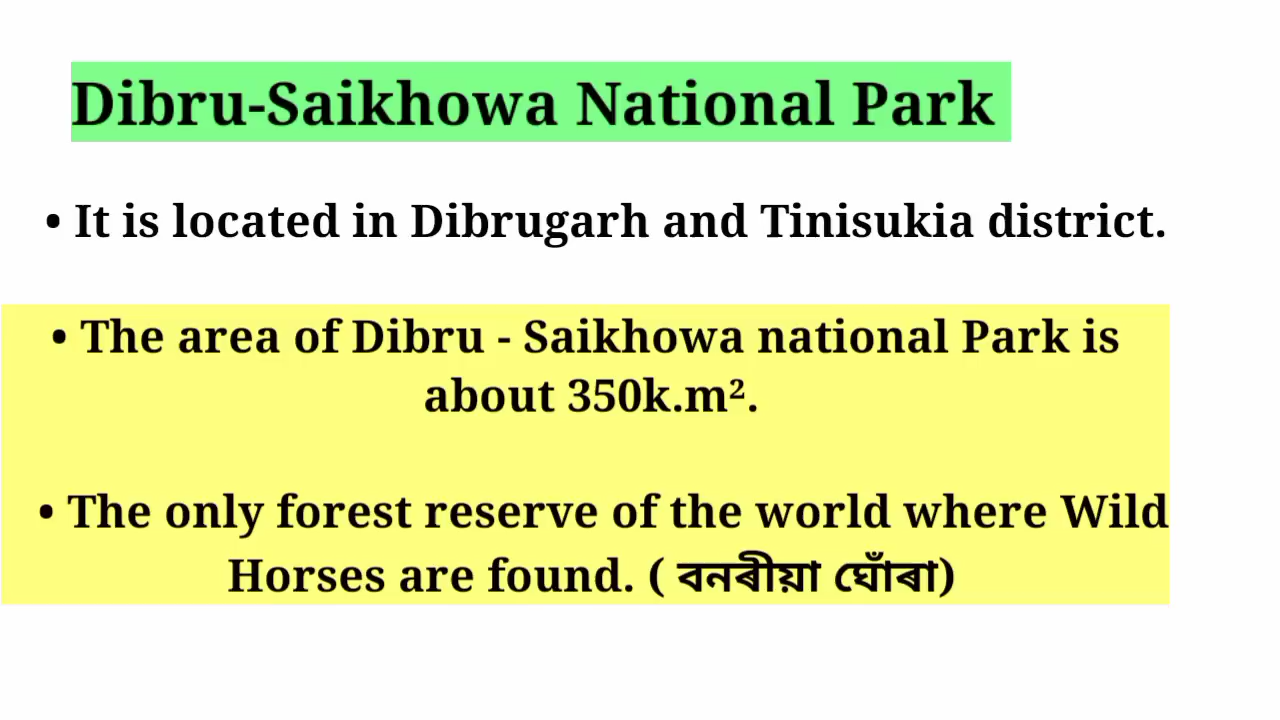 Dibru-Saikhowa National Park
• It is located in Dibrugarh and Tinisukia district.
• The area of Dibru - Saikhowa national Park is
about 350k.m².
• The only forest reserve of the world where Wild
Horses are found. ( বনৰীয়া ঘোঁৰা)